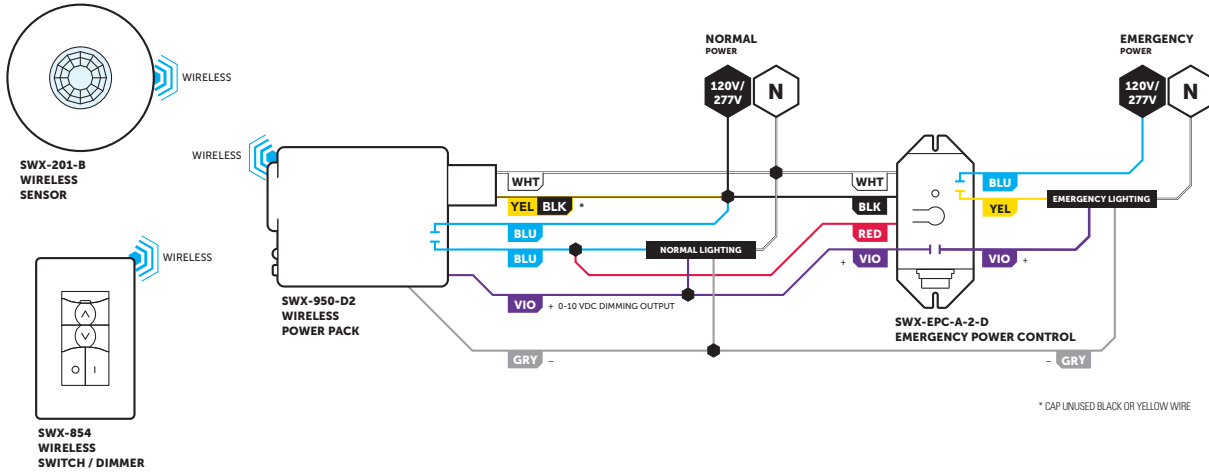 NORMAL
POWER
120V/
277V
N
EMERGENCY
POWER
120V/
277V
N
WIRELESS
SWX-201-B
WIRELESS
SENSOR
WIRELESS
WHT
YEL BLK *
BLU
BLU
NORMAL LIGHTING
VIO + 0-10 VDC DIMMING OUTPUT
GRY –
SWX-950-D2
WIRELESS
POWER PACK
WHT
BLK
RED
+ VIO
BLU
YEL
EMERGENCY LIGHTING
VIO +
– GRY
SWX-EPC-A-2-D
EMERGENCY POWER CONTROL
WIRELESS
SWX-854
WIRELESS
SWITCH / DIMMER
* CAP UNUSED BLACK OR YELLOW WIRE